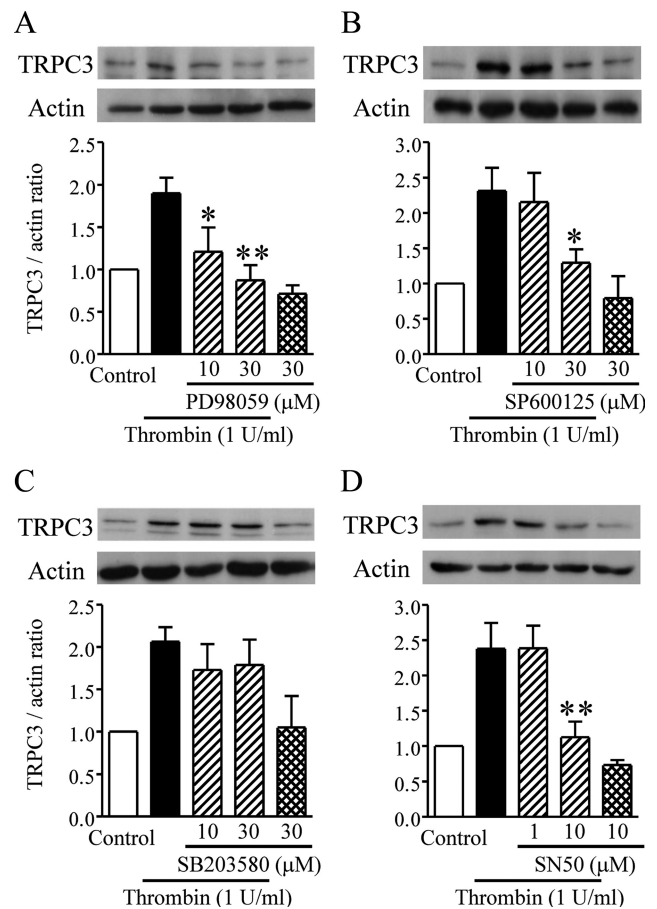 A
TRPC3
Actin
TRPC3 / actin ratio
2.5
2.0
1.5
1.0
0.5
0.0
*
**
Control
10 30 30
PD98059 (μM)
Thrombin (1 U/ml)
B
TRPC3
Actin
3.0
2.5
2.0
1.5
1.0
0.5
0.0
*
Control
10 30 30
SP600125 (μM)
Thrombin (1 U/ml)
C
TRPC3
Actin
TRPC3 / actin ratio
2.5
2.0
1.5
1.0
0.5
0.0
Control
10 30 30
SB203580 (μM)
Thrombin (1 U/ml)
D
TRPC3
Actin
3.0
2.5
2.0
1.5
1.0
0.5
0.0
**
Control
1 10 10
SN50 (μM)
Thrombin (1 U/ml)